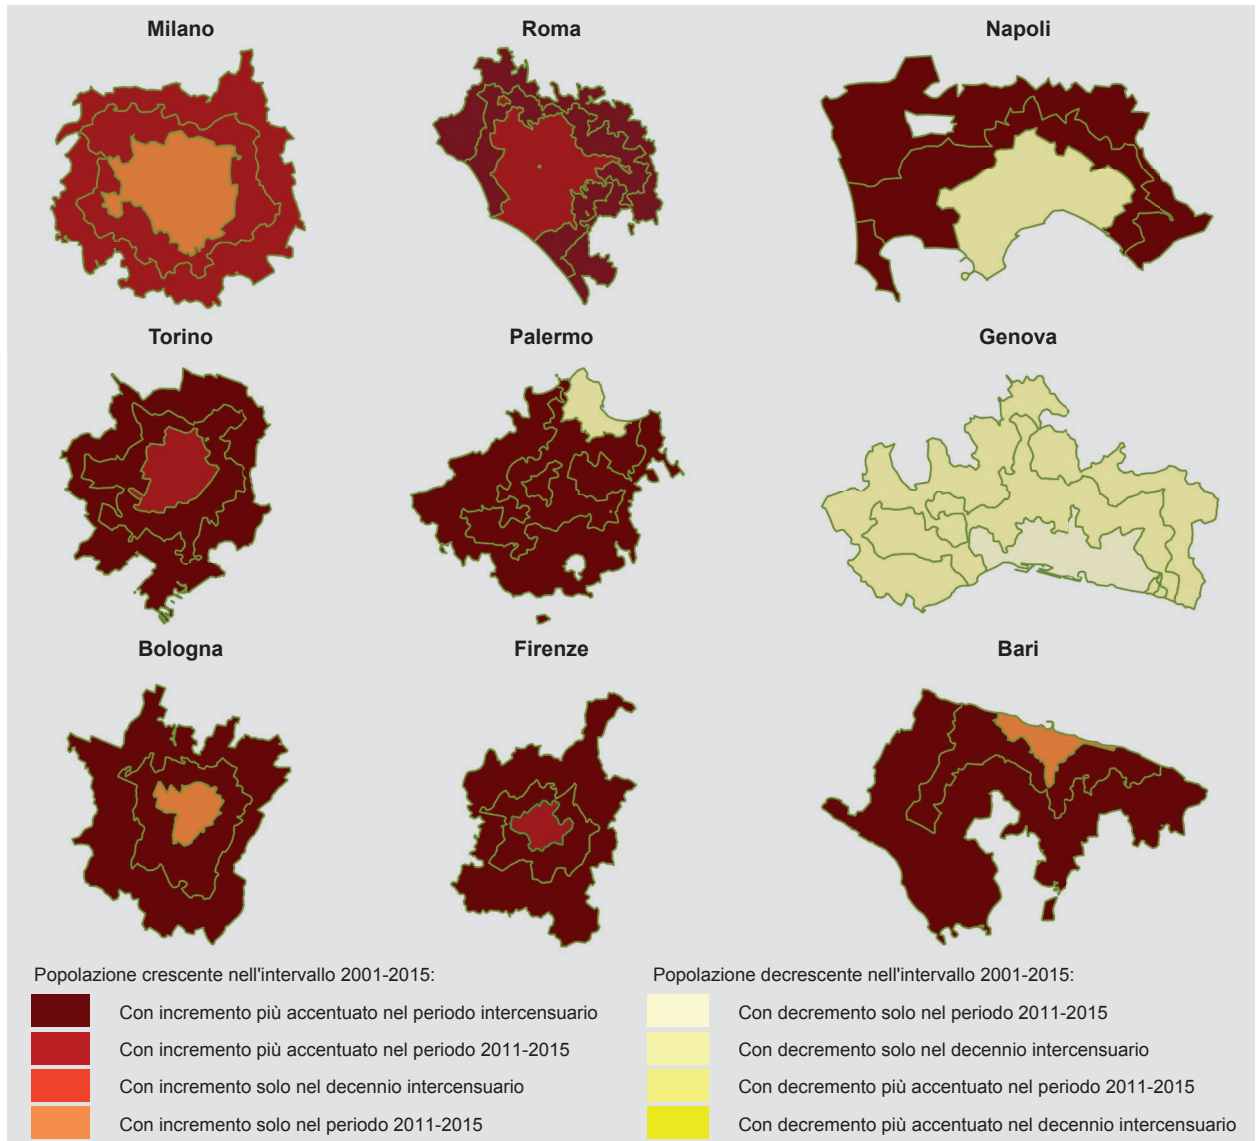 Milano
Roma
Napoli
Torino
Palermo
Genova
Bologna
Firenze
Bari
Popolazione crescente nell'intervallo 2001-2015:
Con incremento più accentuato nel periodo intercensuario
Con incremento più accentuato nel periodo 2011-2015
Con incremento solo nel decennio intercensuario
Con incremento solo nel periodo 2011-2015
Popolazione decrescente nell'intervallo 2001-2015:
Con decremento solo nel periodo 2011-2015
Con decremento solo nel decennio intercensuario
Con decremento più accentuato nel periodo 2011-2015
Con decremento più accentuato nel decennio intercensuario